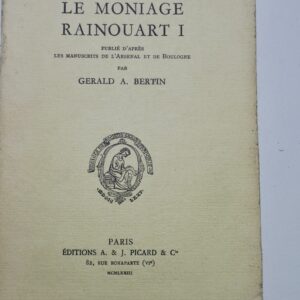 LE MONIAGE
RAINOUART I
PUBLIÉ D'APRÈS
LES MANUSCRITS DE L'ARSENAL ET DE BOULOGNE
PAR
GERALD A. BERTIN
PARIS
ÉDITIONS A. & J. PICARD & Cie
82, RUE BONAPARTE (VIe)
MCMLXXIII